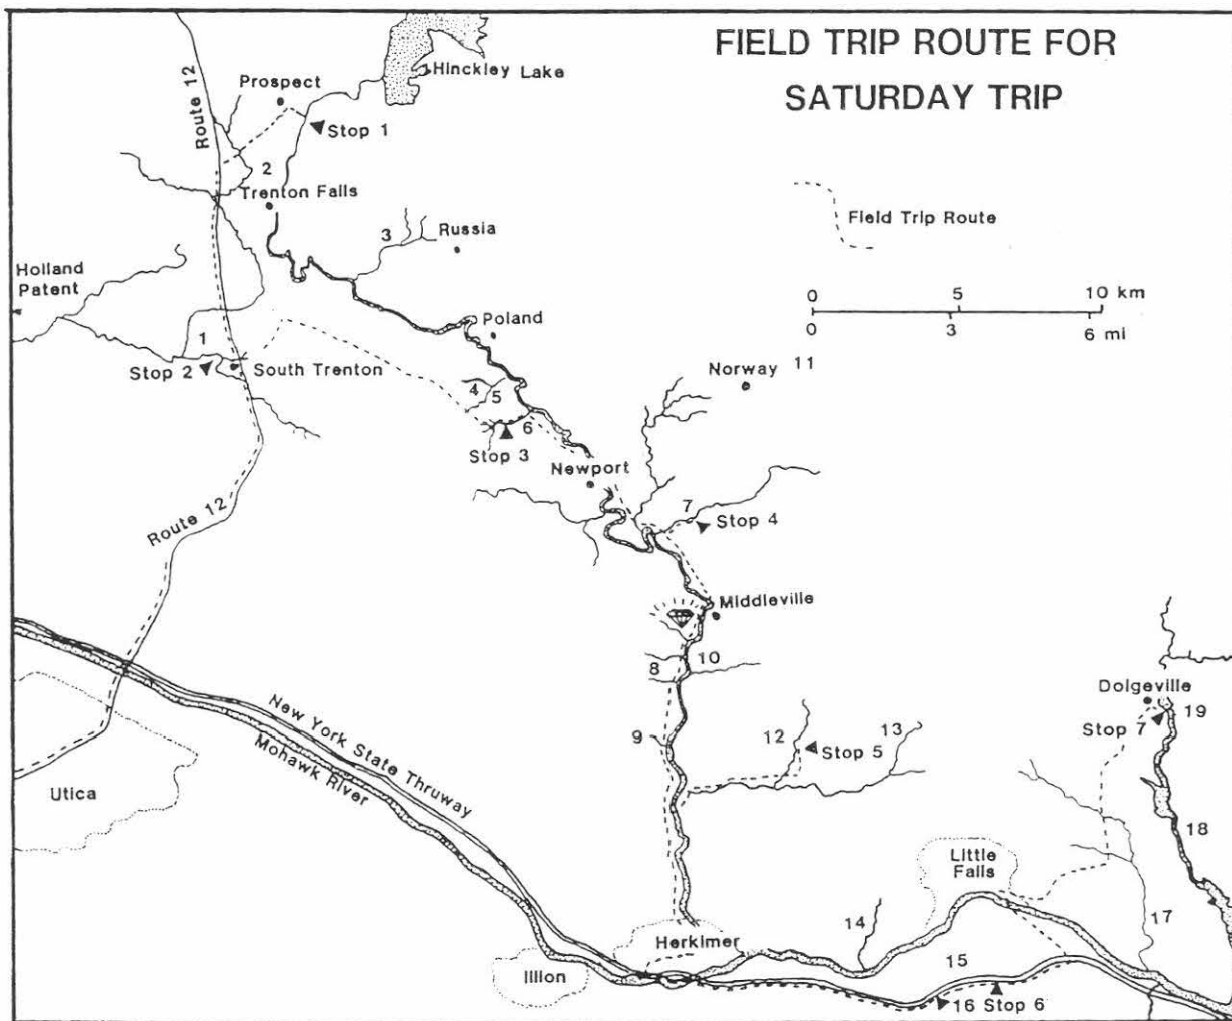 FIELD TRIP ROUTE FOR
SATURDAY TRIP
Hinckley Lake
Route 12
Prospect
Stop 1
2
Trenton Falls
3
Russia
Field Trip Route
Holland
Patent
0 5 10 km
0 3 6 mi
Poland
1
Stop 2
South Trenton
Norway
11
4
5
6
Stop 3
Newport
7
Stop 4
Route 12
Middleville
8
10
Dolgeville
19
Stop 7
9
12
Stop 5
13
New York State Thruway
Mohawk River
Utica
18
Little
Falls
14
17
Herkimer
15
Illion
16 Stop 6